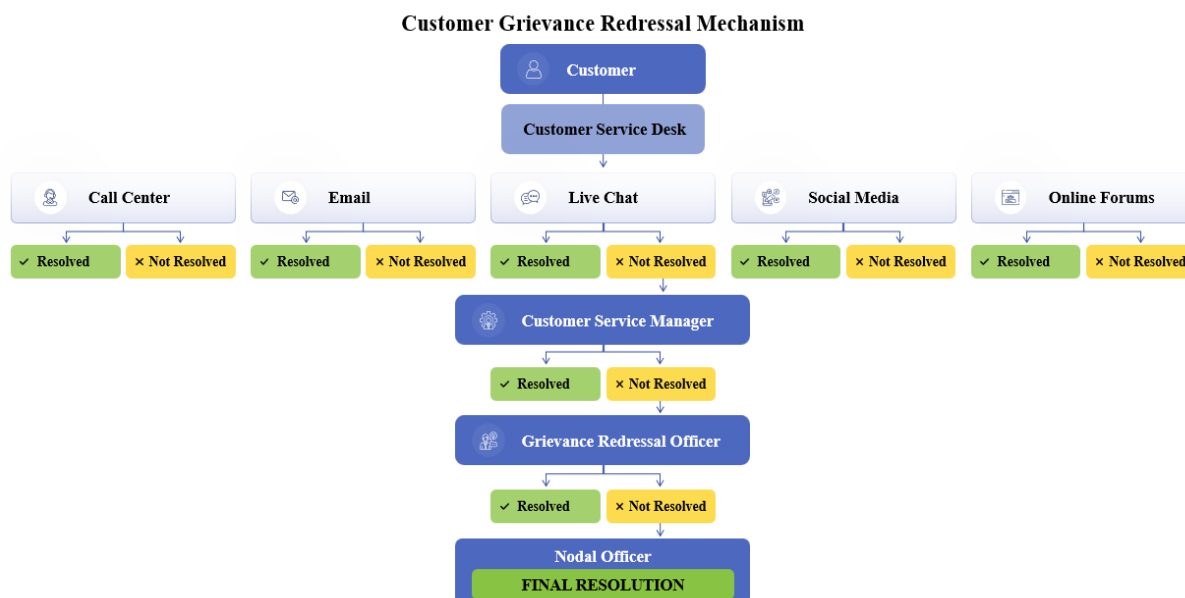 Customer Grievance Redressal Mechanism
Customer
Customer Service Desk
Call Center
Email
Live Chat
Social Media
Online Forums
Resolved
Not Resolved
Resolved
Not Resolved
Resolved
Not Resolved
Resolved
Not Resolved
Resolved
Not Resolved
Customer Service Manager
Resolved
Not Resolved
Grievance Redressal Officer
Resolved
Not Resolved
Nodal Officer
FINAL RESOLUTION